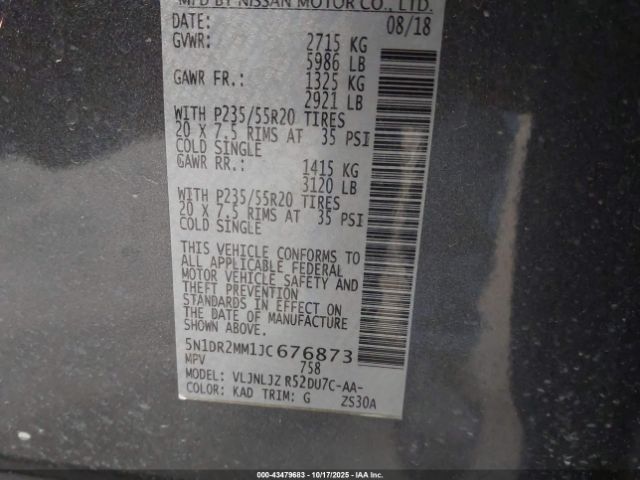 MFD BY NISSAN MOTOR CO., LTD.
DATE: 08/18
GVWR: 2715 KG
5986 LB
GAWR FR.: 1325 KG
2921 LB
WITH P235/55R20 TIRES
20 X 7.5 RIMS AT 35 PSI
COLD SINGLE
GAWR RR.: 1415 KG
3120 LB
WITH P235/55R20 TIRES
20 X 7.5 RIMS AT 35 PSI
COLD SINGLE
THIS VEHICLE CONFORMS TO
ALL APPLICABLE FEDERAL
MOTOR VEHICLE SAFETY AND
THEFT PREVENTION
STANDARDS IN EFFECT ON
THE DATE OF MANUFACTURE
SHOWN ABOVE.
5N1DR2MM1JC676873
MPV 758
MODEL: VLJNLJZ R52DU7C-AA-
COLOR: KAD TRIM: G ZS30A
00-43479683 | 10/17/2025 | IAA Inc.